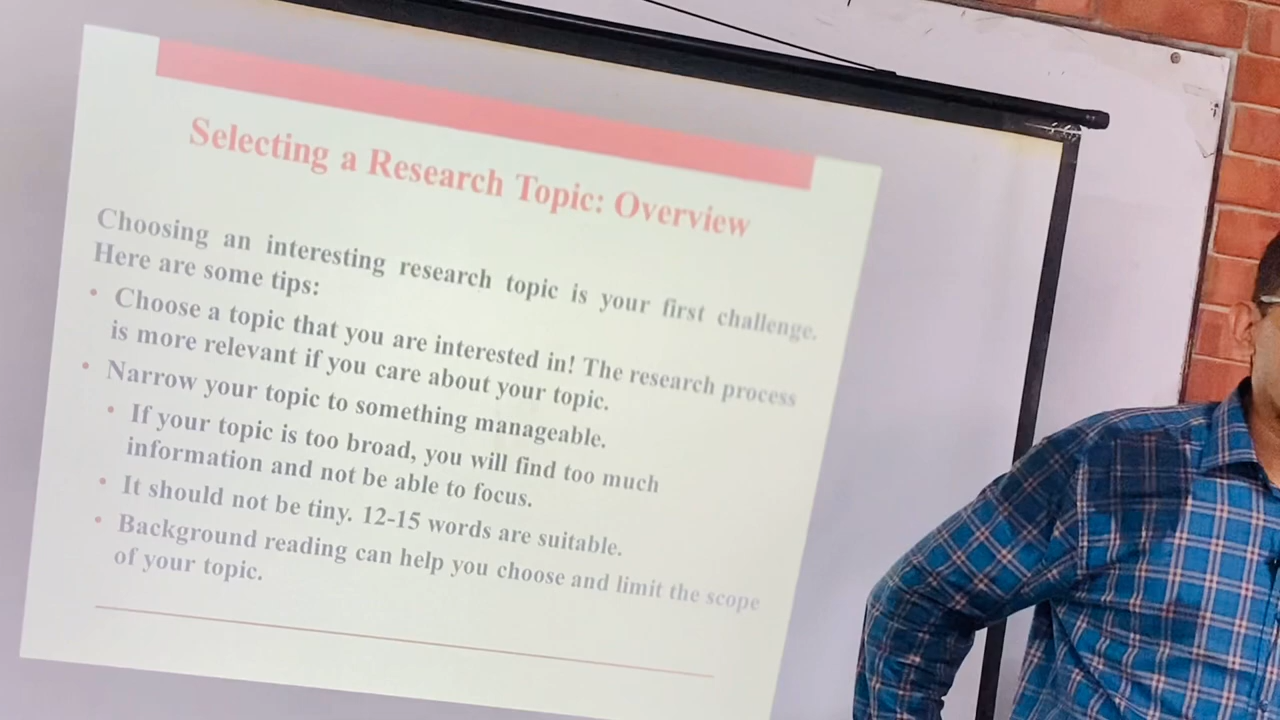 Selecting a Research Topic: Overview
Choosing an interesting research topic is your first challenge.
Here are some tips:
• Choose a topic that you are interested in! The research process
is more relevant if you care about your topic.
• Narrow your topic to something manageable.
• If your topic is too broad, you will find too much
information and not be able to focus.
• It should not be tiny. 12-15 words are suitable.
• Background reading can help you choose and limit the scope
of your topic.